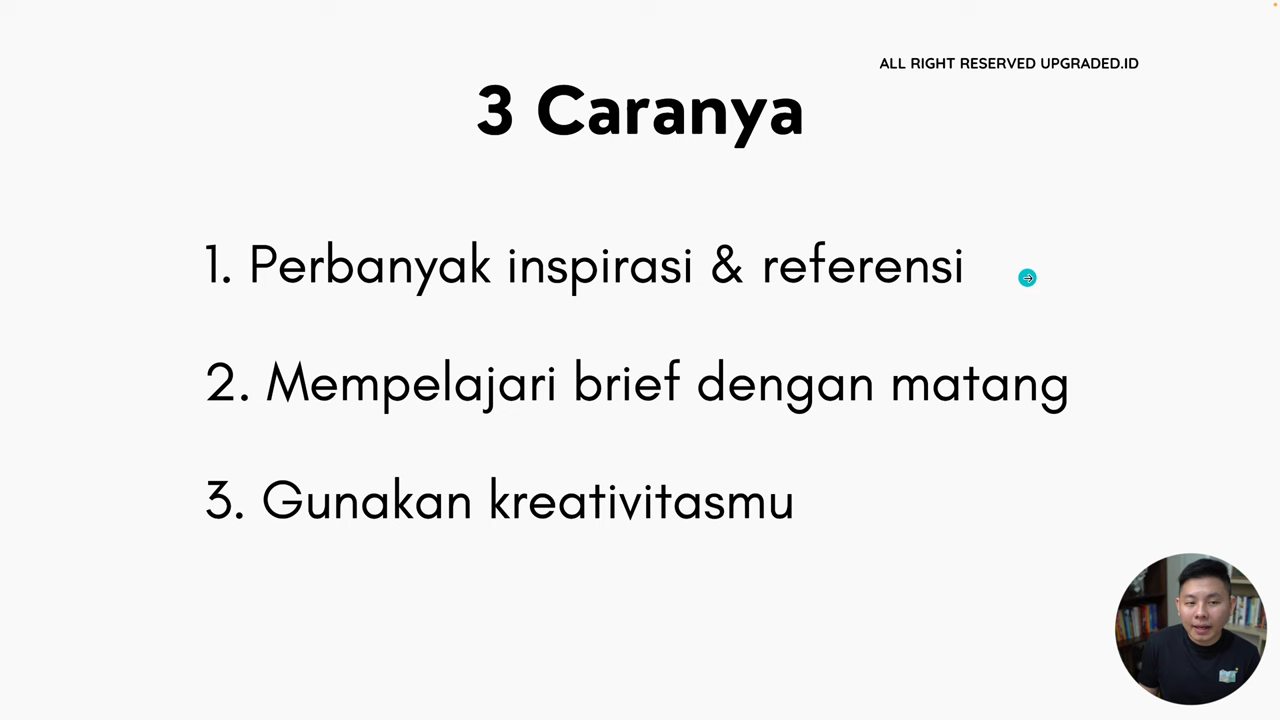 ALL RIGHT RESERVED UPGRADED.ID
3 Caranya
1. Perbanyak inspirasi & referensi
2. Mempelajari brief dengan matang
3. Gunakan kreativitasmu